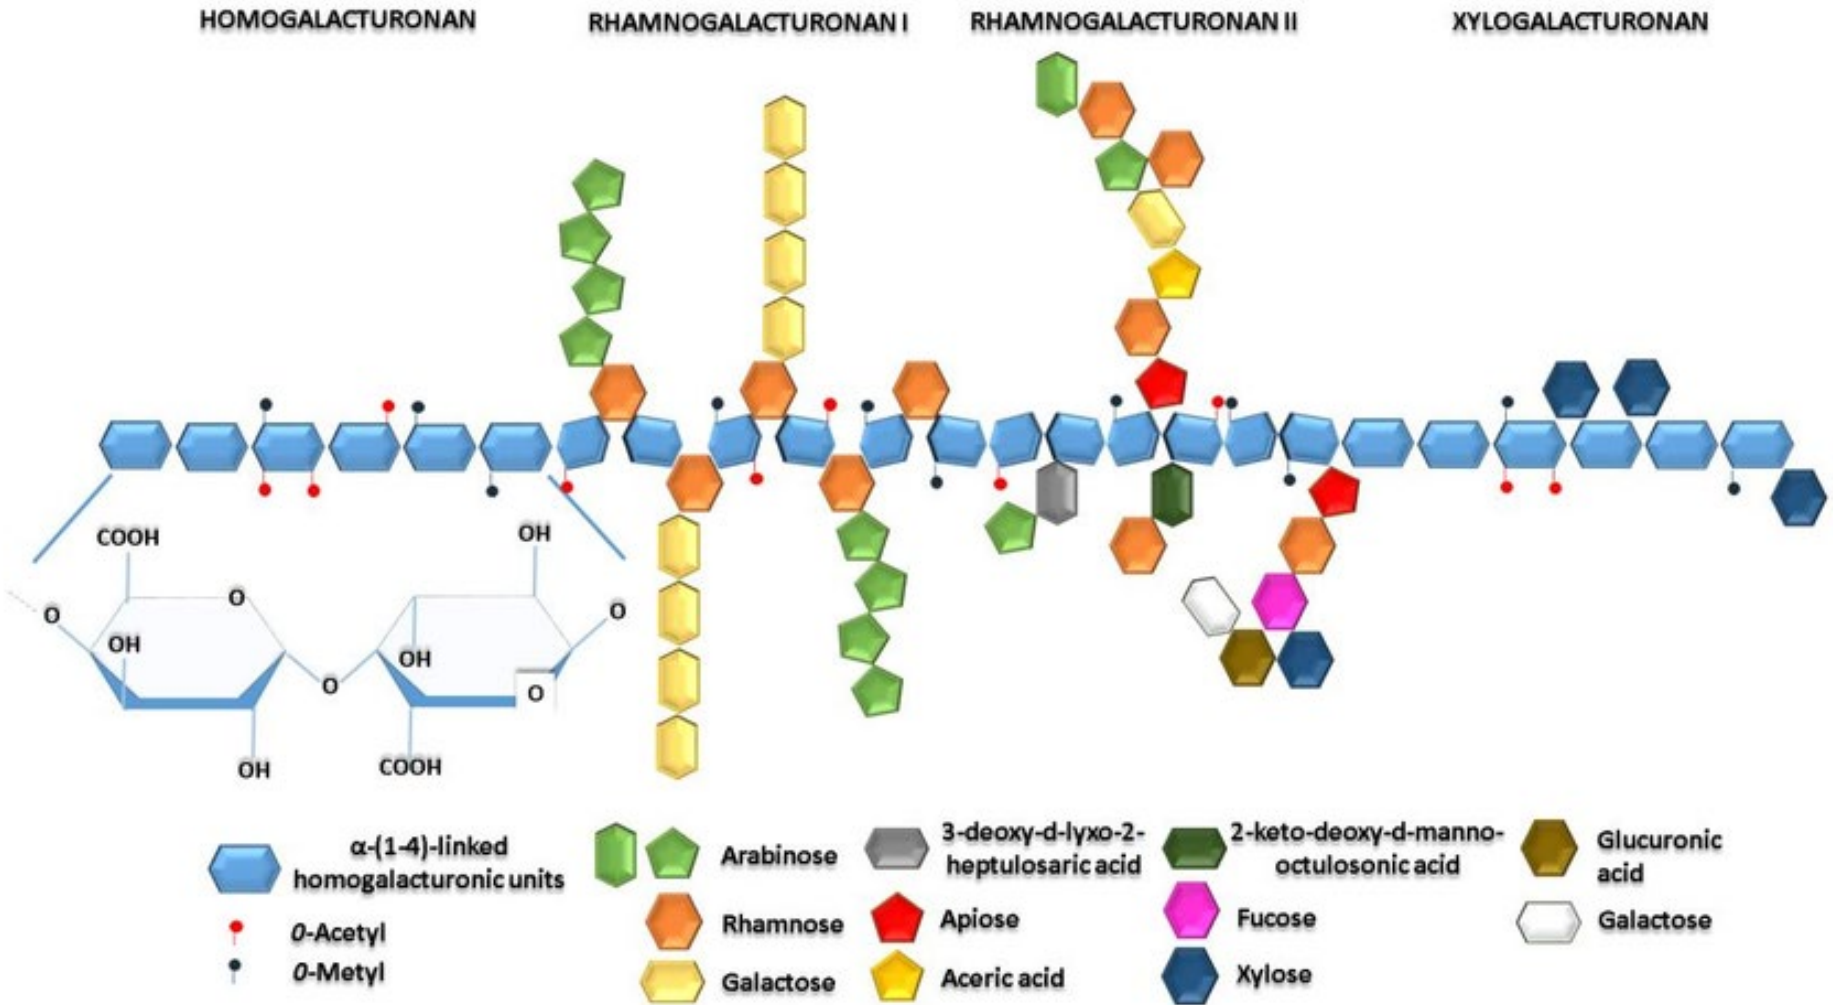 HOMOGALACTURONAN
RHAMNOGALACTURONAN I
RHAMNOGALACTURONAN II
XYLOGALACTURONAN
COOH
OH
O
O
O
OH
OH
O
O
OH
COOH
α-(1-4)-linked
homogalacturonic units
O-Acetyl
O-Metyl
Arabinose
Rhamnose
Galactose
3-deoxy-d-lyxo-2-
heptulosaric acid
Apiose
Aceric acid
2-keto-deoxy-d-manno-
octulosonic acid
Fucose
Xylose
Glucuronic
acid
Galactose